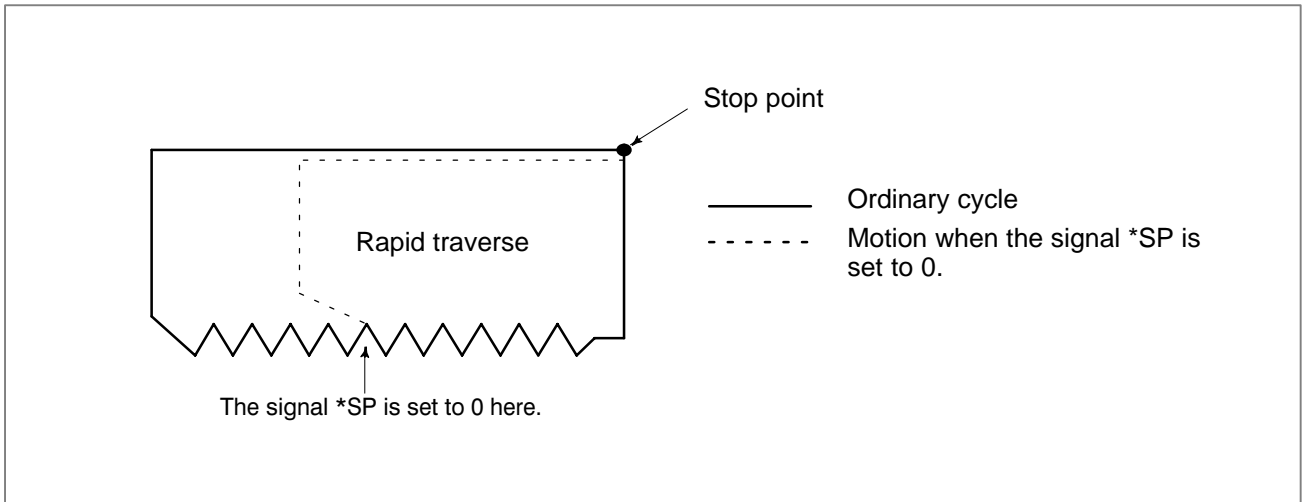 Stop point
Ordinary cycle
Motion when the signal *SP is
set to 0.
Rapid traverse
The signal *SP is set to 0 here.